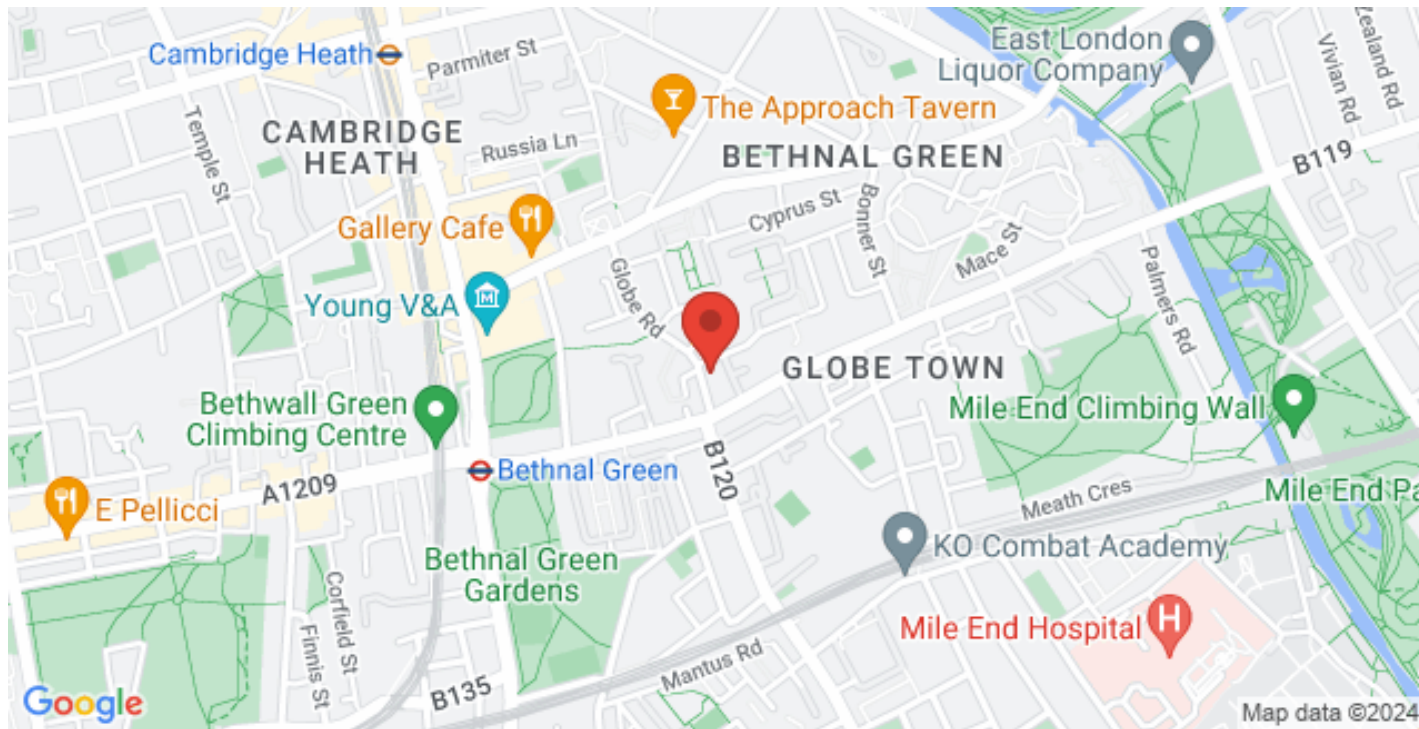 East London
Liquor Company
Cambridge Heath
Parmiter St
Zealand Rd
Vivian Rd
The Approach Tavern
Temple St
CAMBRIDGE
HEATH
Russia Ln
BETHNAL GREEN
B119
Gallery Cafe
Cyprus St
Bonner St
Mace St
Globe Rd
Palmers Rd
Young V&A
M
GLOBE TOWN
Bethwall Green
Climbing Centre
Mile End Climbing Wall
Bethnal Green
B120
A1209
E Pellicci
Meath Cres
Mile End Pa
KO Combat Academy
Bethnal Green
Gardens
Corfield St
Finnis St
Mile End Hospital
H
Mantus Rd
B135
Google
Map data ©2024